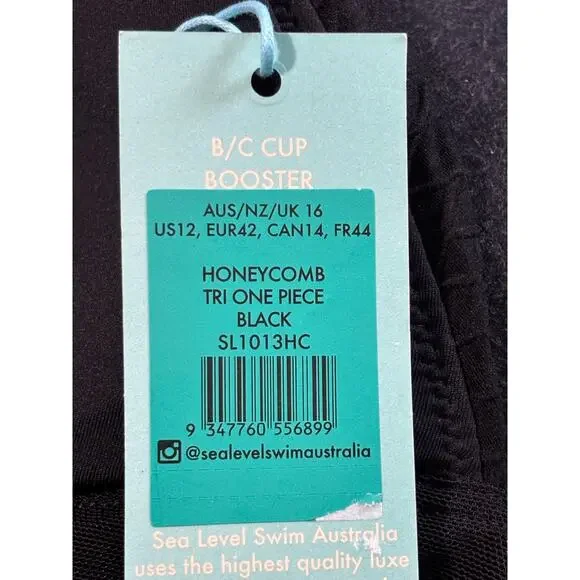 B/C CUP
BOOSTER
AUS/NZ/UK 16
US12, EUR42, CAN14, FR44
HONEYCOMB
TRI ONE PIECE
BLACK
SL1013HC
9 347760 556899
@sealevelswimaustralia
Sea Level Swim Australia
uses the highest quality luxe